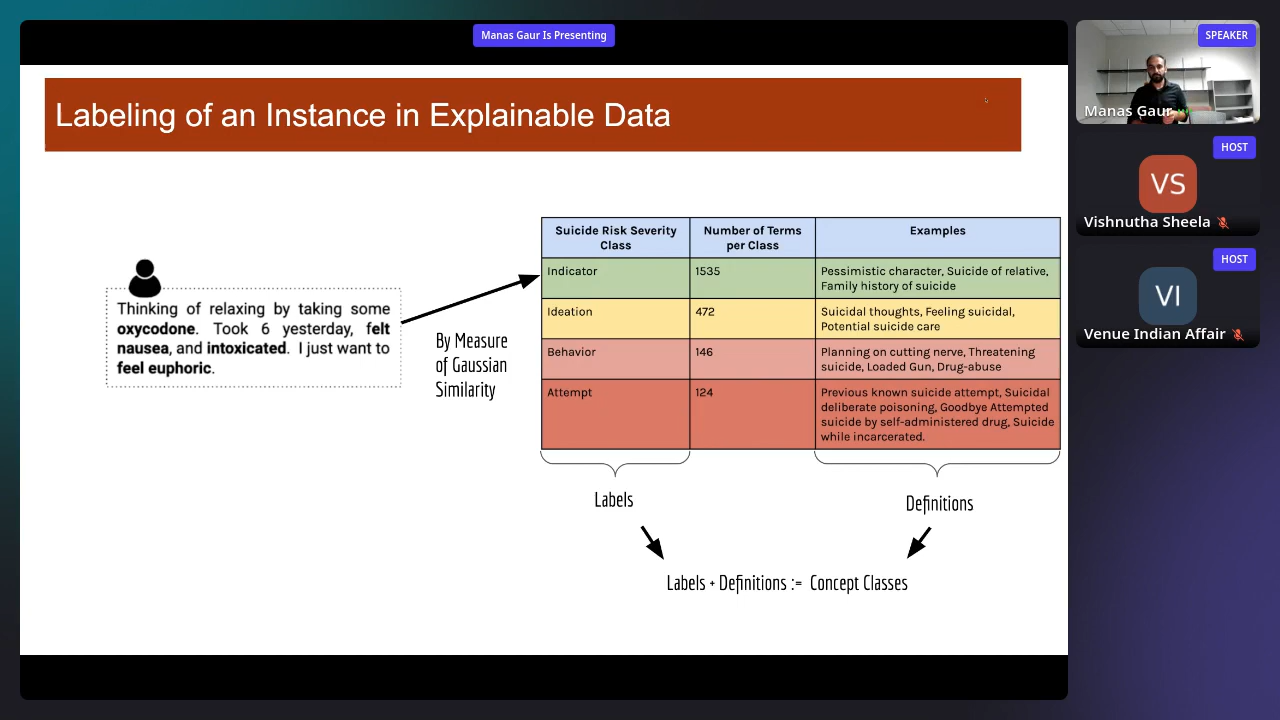 Manas Gaur Is Presenting
SPEAKER
Manas Gaur
HOST
VS
Vishnutha Sheela
HOST
VI
Venue Indian Affair
Labeling of an Instance in Explainable Data
Thinking of relaxing by taking some
oxycodone. Took 6 yesterday, felt
nausea, and intoxicated. I just want to
feel euphoric.
By Measure
of Gaussian
Similarity
Suicide Risk Severity
Class
Number of Terms
per Class
Examples
Indicator
1535
Pessimistic character, Suicide of relative,
Family history of suicide
Ideation
472
Suicidal thoughts, Feeling suicidal,
Potential suicide care
Behavior
146
Planning on cutting nerve, Threatening
suicide, Loaded Gun, Drug-abuse
Attempt
124
Previous known suicide attempt, Suicidal
deliberate poisoning, Goodbye Attempted
suicide by self-administered drug, Suicide
while incarcerated.
Labels
Definitions
Labels + Definitions := Concept Classes